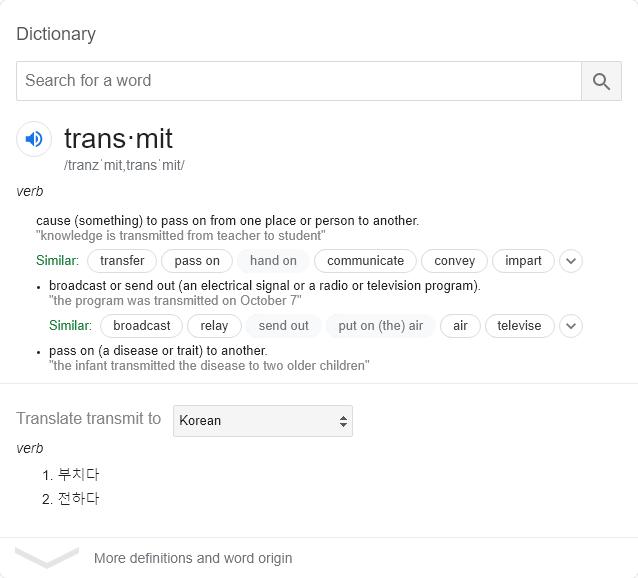 Dictionary
Search for a word
trans·mit
/tranzˈmit,transˈmit/
verb
cause (something) to pass on from one place or person to another.
"knowledge is transmitted from teacher to student"
Similar: transfer pass on hand on communicate convey impart
• broadcast or send out (an electrical signal or a radio or television program).
"the program was transmitted on October 7"
Similar: broadcast relay send out put on (the) air air televise
• pass on (a disease or trait) to another.
"the infant transmitted the disease to two older children"
Translate transmit to Korean
verb
1. 부치다
2. 전하다
More definitions and word origin